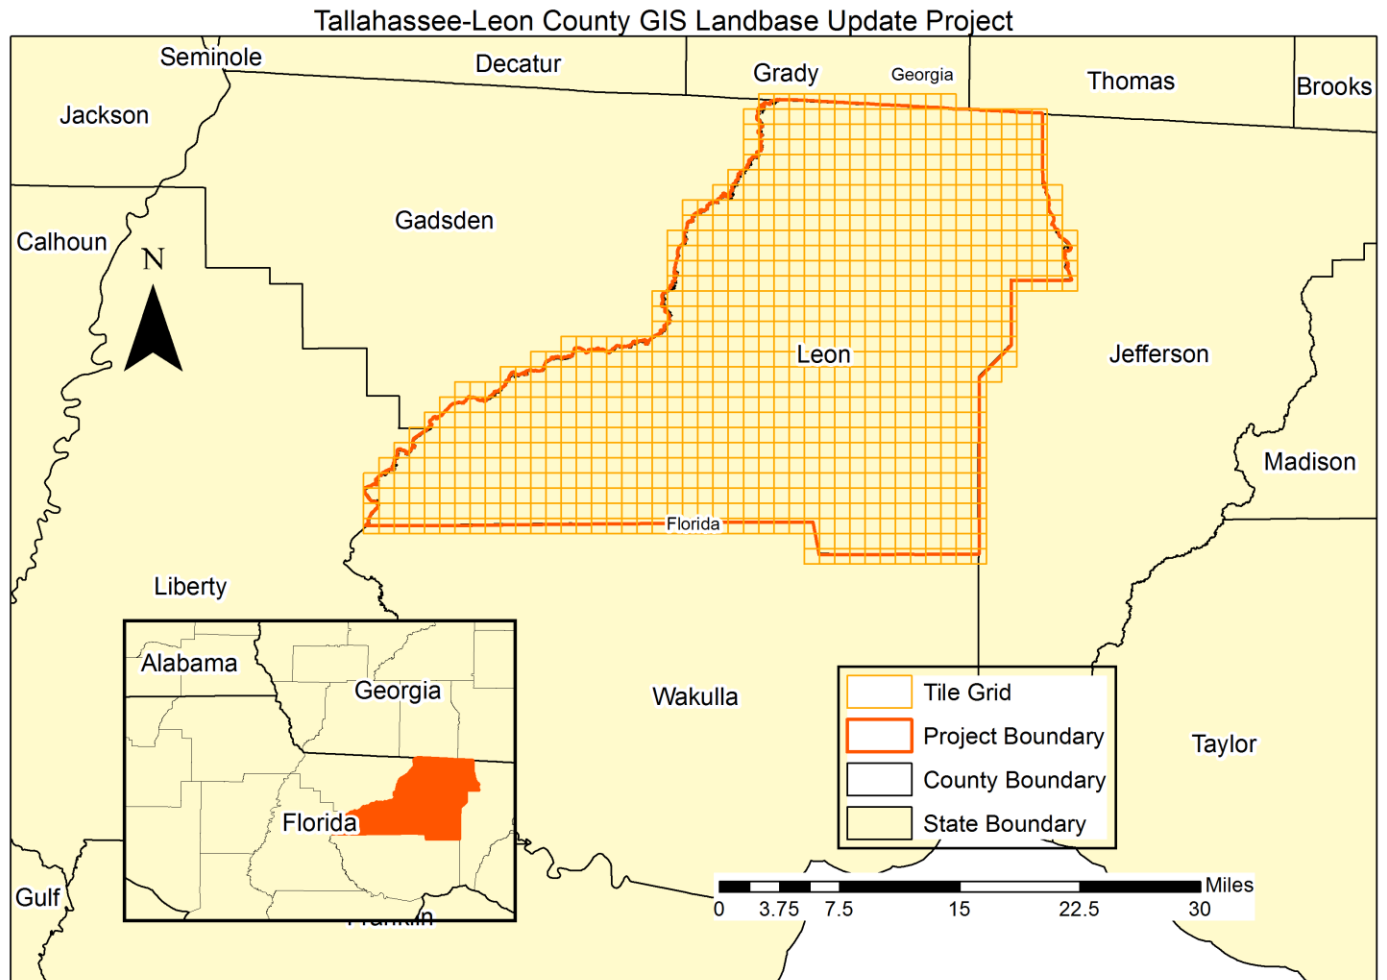 Tallahassee-Leon County GIS Landbase Update Project
Seminole
Decatur
Grady
Georgia
Thomas
Brooks
Jackson
Gadsden
Calhoun
N
Leon
Jefferson
Madison
Florida
Liberty
Alabama
Georgia
Florida
Wakulla
Tile Grid
Project Boundary
County Boundary
State Boundary
Taylor
Gulf
Franklin
Miles
0 3.75 7.5 15 22.5 30